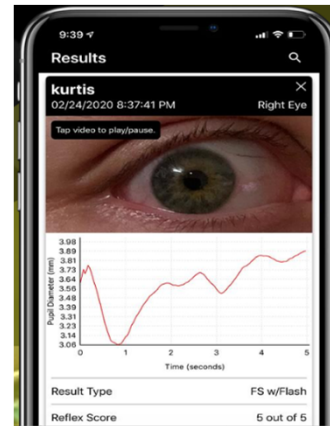 9:39
Results
kurtis
02/24/2020 8:37:41 PM Right Eye
Tap video to play/pause.
Pupil Diameter (mm)
3.98
3.89
3.81
3.73
3.64
3.56
3.48
3.39
3.31
3.23
3.14
3.06
0 1 2 3 4 5
Time (seconds)
Result Type FS w/Flash
Reflex Score 5 out of 5